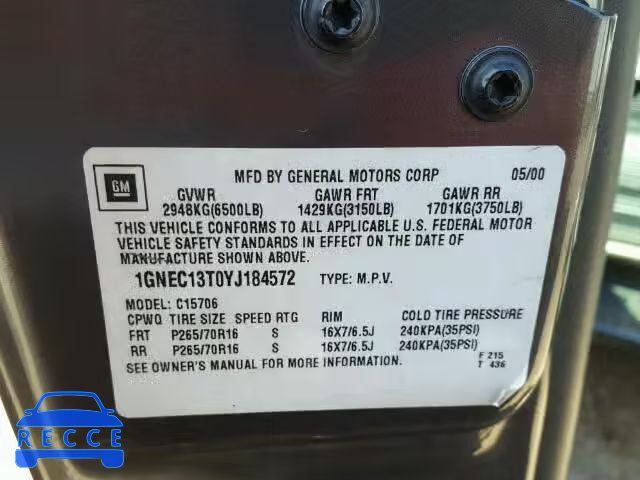 GM
MFD BY GENERAL MOTORS CORP 05/00
GVWR GAWR FRT GAWR RR
2948KG(6500LB) 1429KG(3150LB) 1701KG(3750LB)
THIS VEHICLE CONFORMS TO ALL APPLICABLE U.S. FEDERAL MOTOR
VEHICLE SAFETY STANDARDS IN EFFECT ON THE DATE OF
MANUFACTURE SHOWN ABOVE.
1GNEC13T0YJ184572 TYPE: M.P.V.
MODEL: C15706
CPWQ TIRE SIZE SPEED RTG RIM COLD TIRE PRESSURE
FRT P265/70R16 S 16X7/6.5J 240KPA(35PSI)
RR P265/70R16 S 16X7/6.5J 240KPA(35PSI)
SEE OWNER'S MANUAL FOR MORE INFORMATION.
F 215
T 436